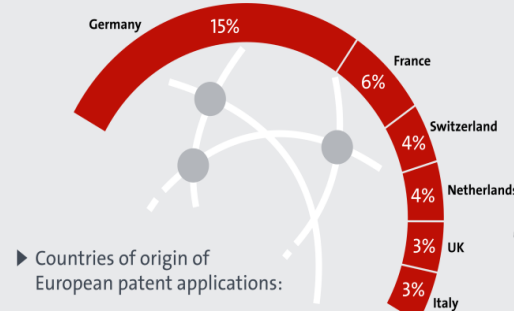 Germany
15%
France
6%
Switzerland
4%
Netherlands
4%
UK
3%
Italy
3%
Countries of origin of
European patent applications: